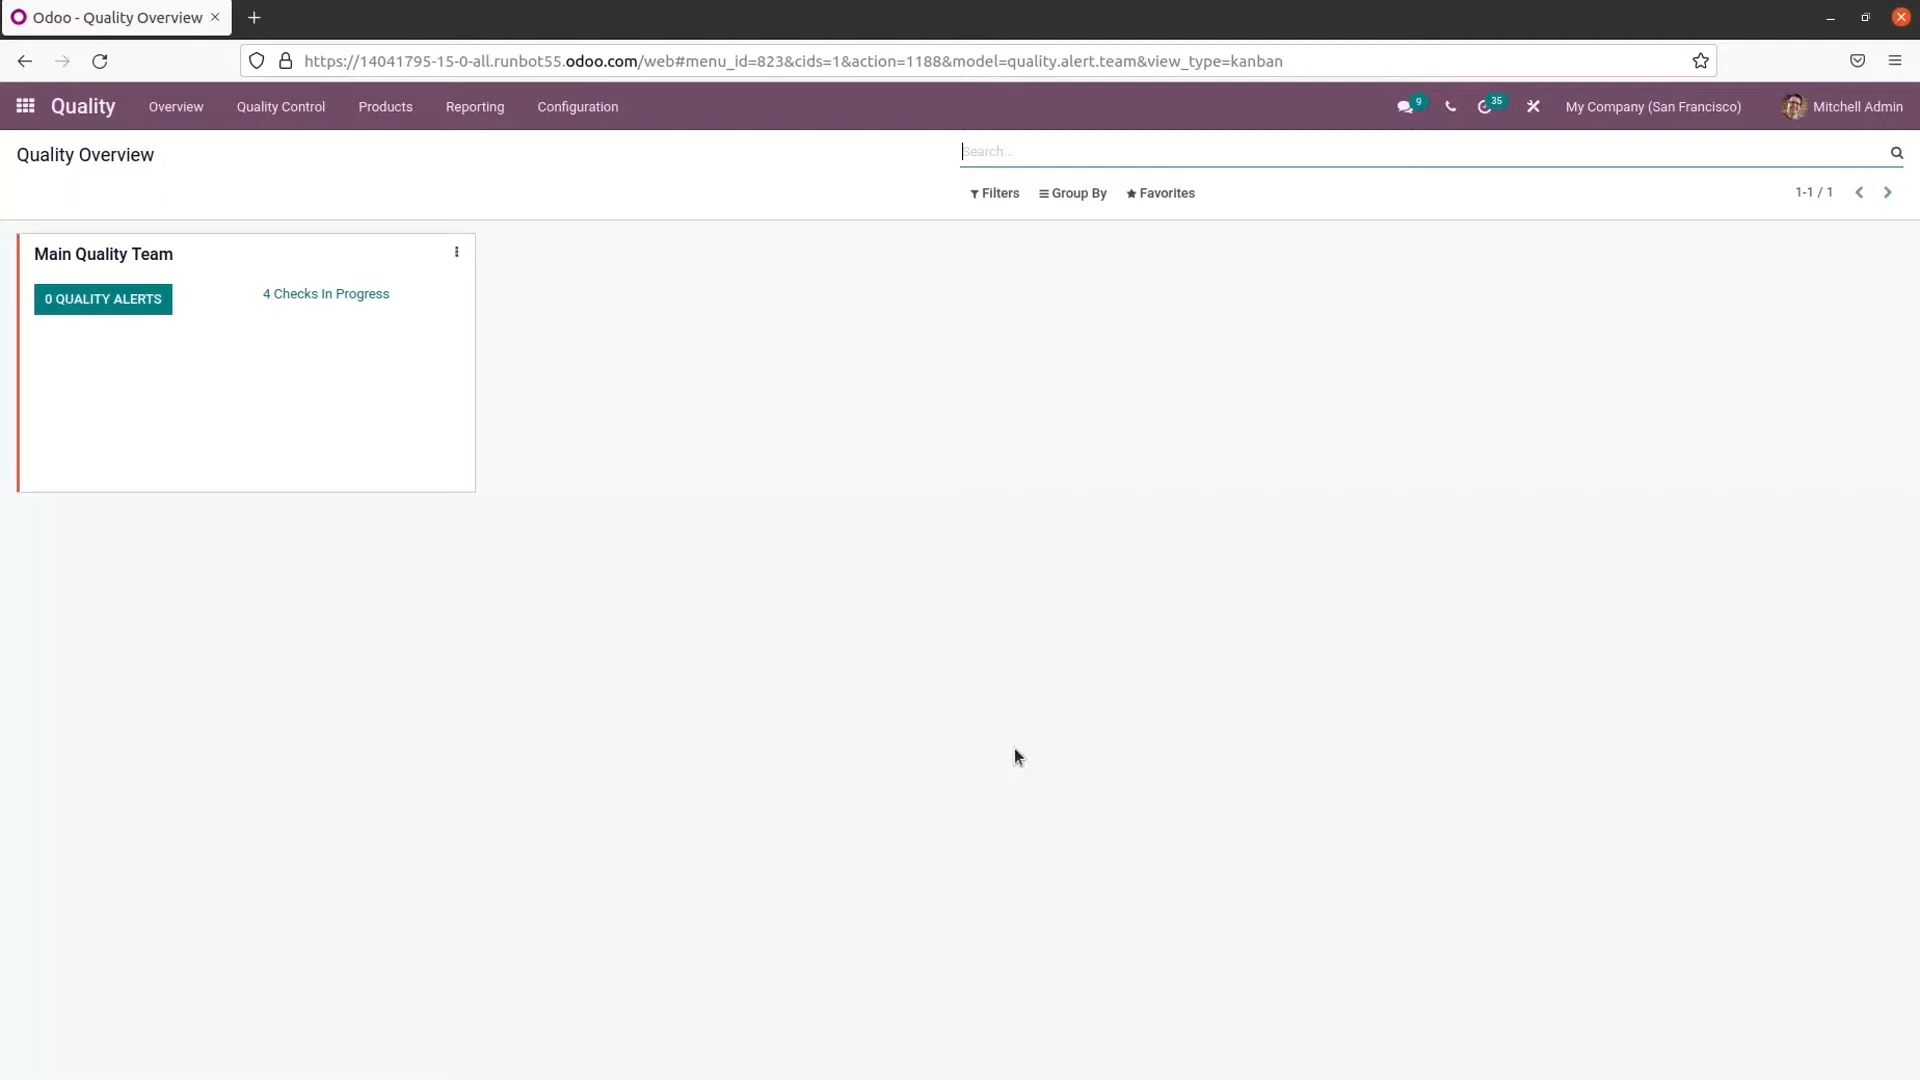 Odoo - Quality Overview
https://14041795-15-0-all.runbot55.odoo.com/web#menu_id=823&cids=1&action=1188&model=quality.alert.team&view_type=kanban
Quality Overview Quality Control Products Reporting Configuration 9 35 My Company (San Francisco) Mitchell Admin
Quality Overview
Search...
Filters Group By Favorites 1-1 / 1
Main Quality Team
0 QUALITY ALERTS 4 Checks In Progress